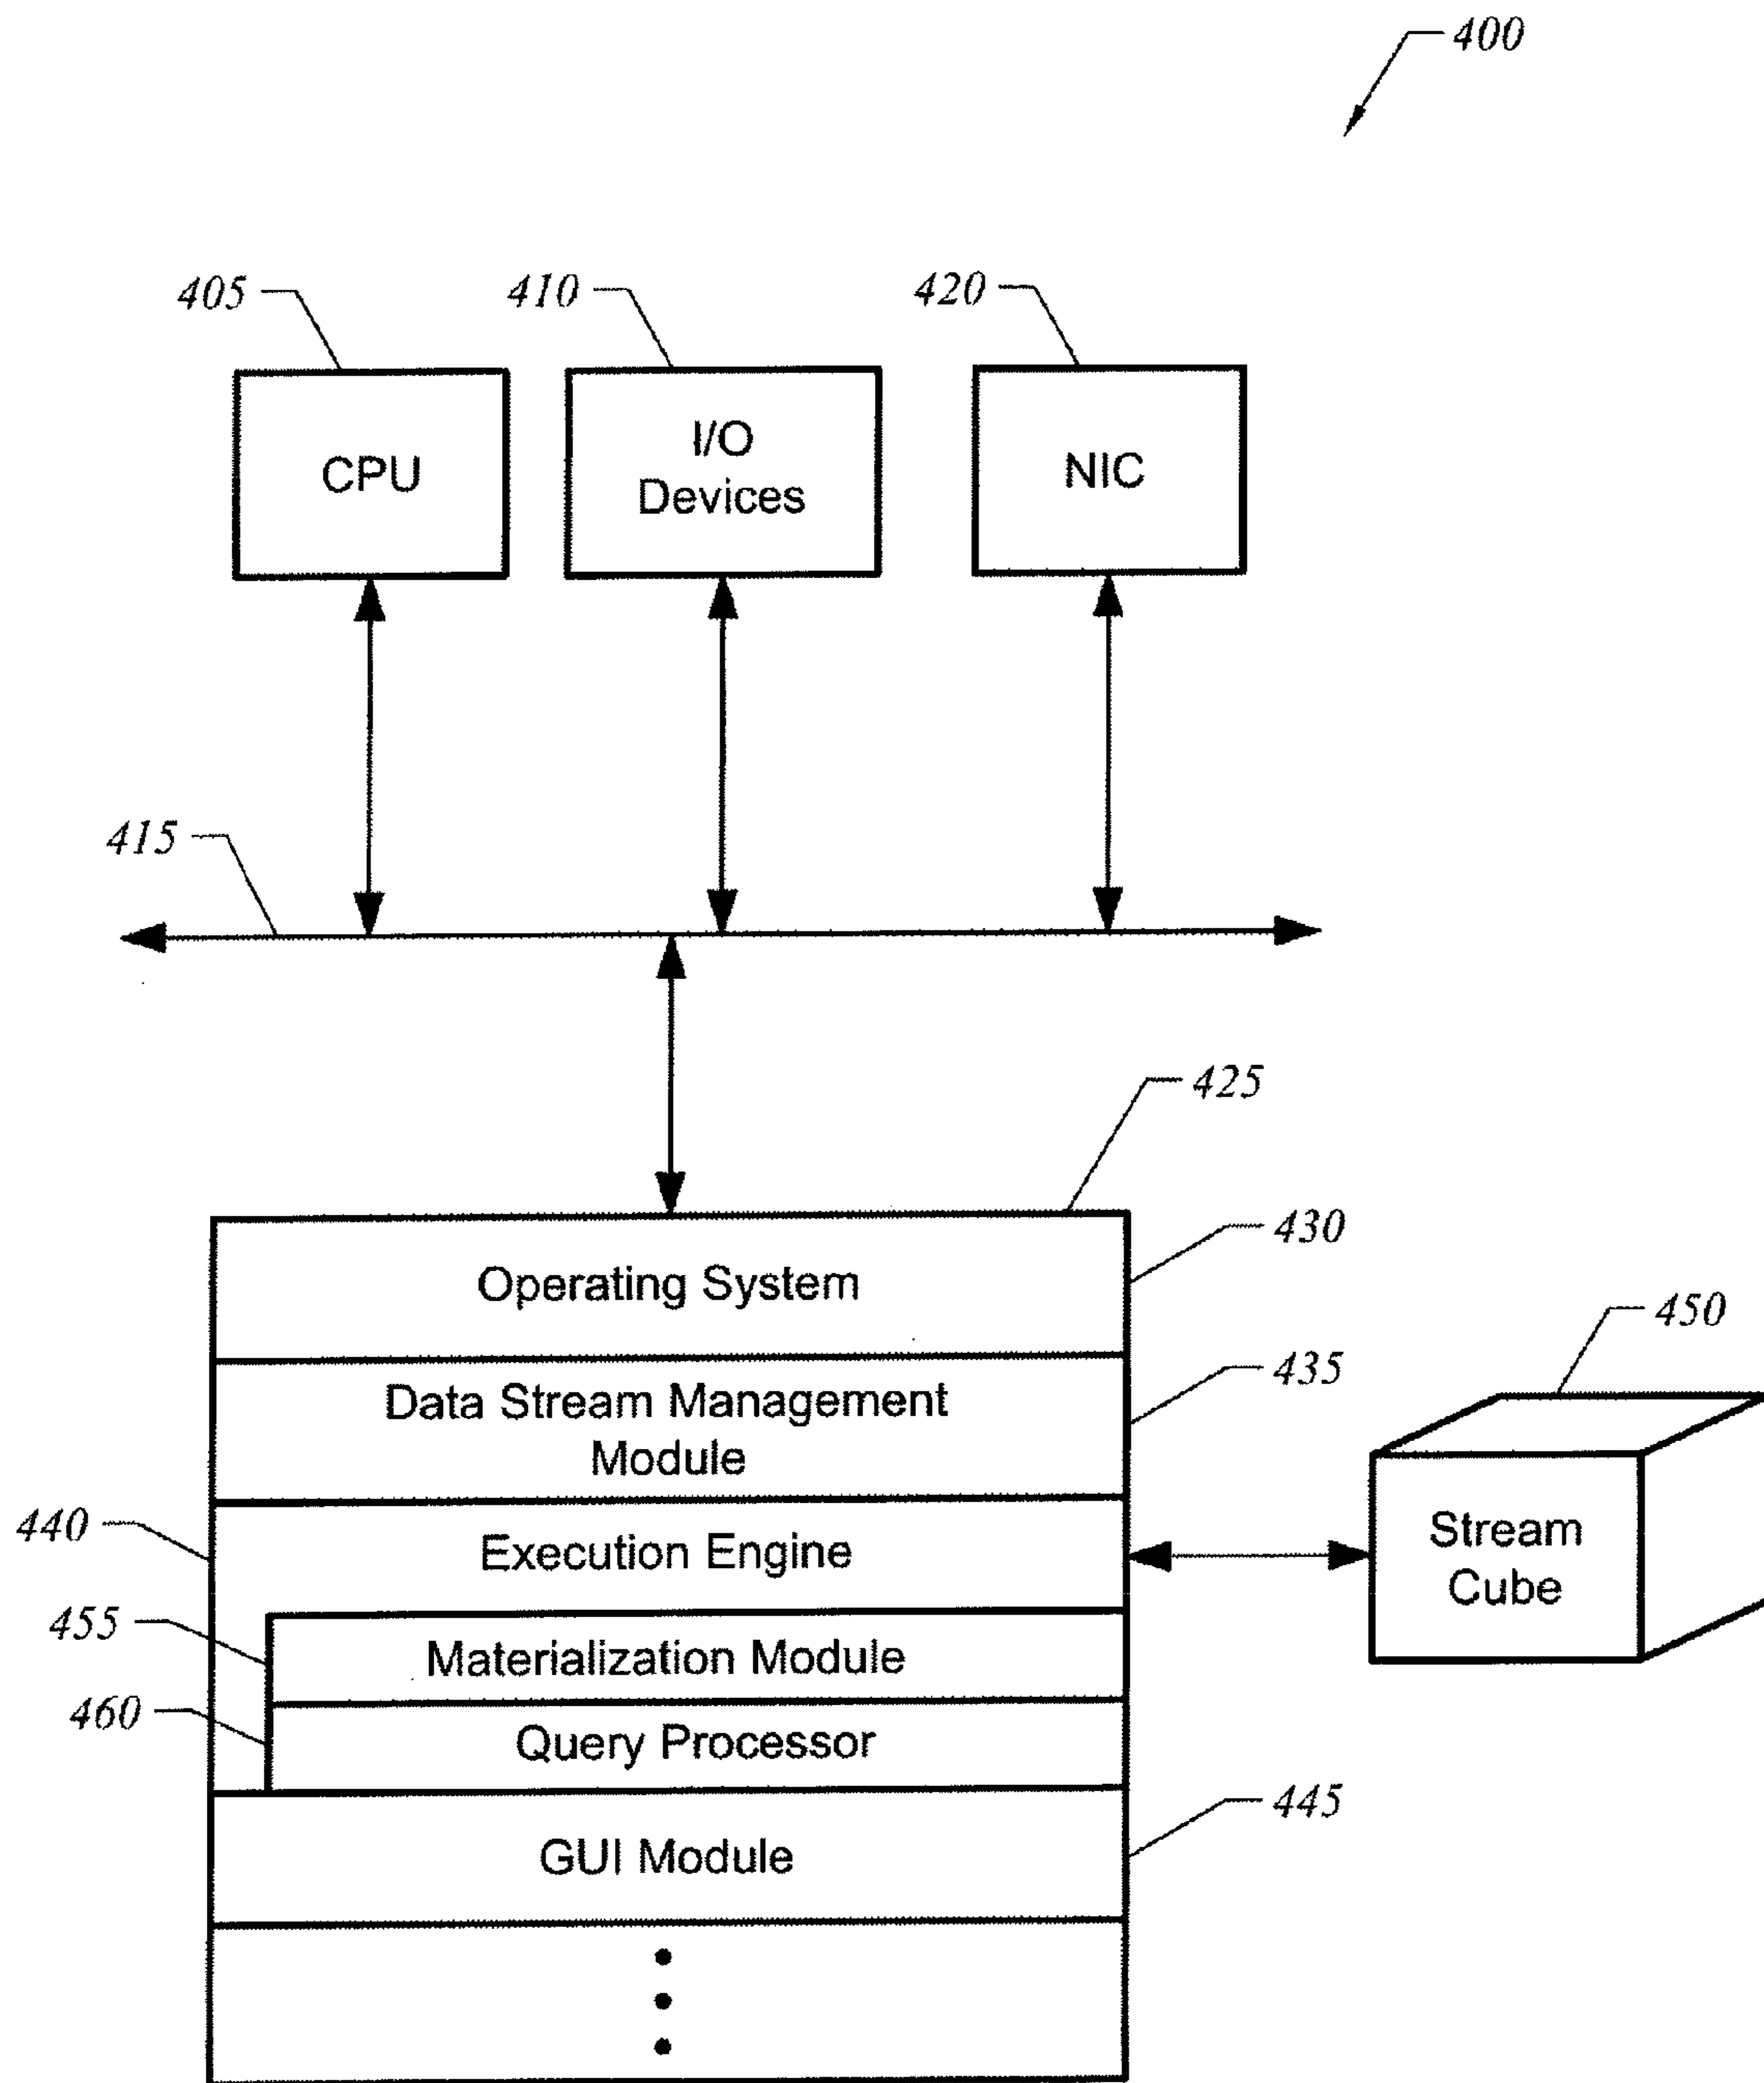 400
405
410
420
CPU
I/O
Devices
NIC
415
425
Operating System
430
Data Stream Management
Module
435
450
440
Execution Engine
Stream
Cube
455
Materialization Module
460
Query Processor
GUI Module
445